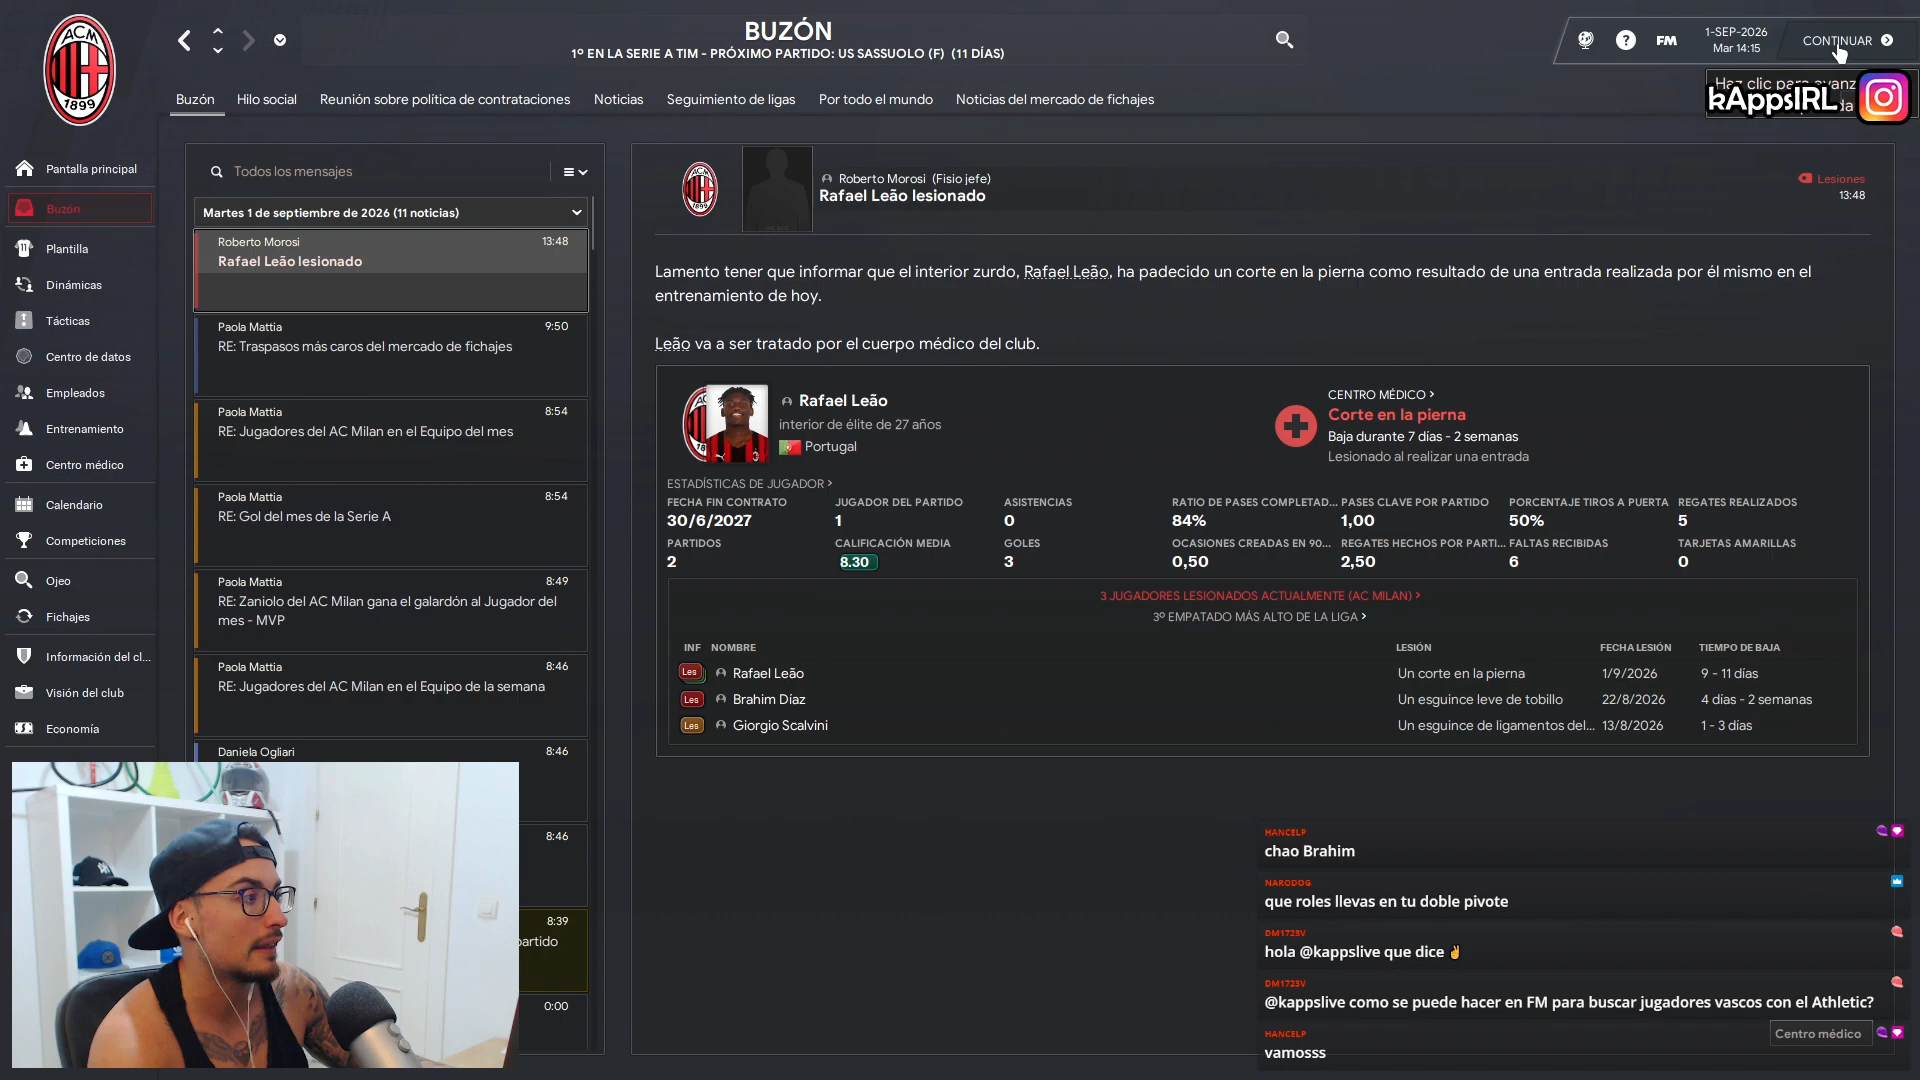 BUZÓN
1º EN LA SERIE A TIM - PRÓXIMO PARTIDO: US SASSUOLO (F) (11 DÍAS)
FM
1-SEP-2026
Mar 14:15
CONTINUAR
Haz clic para avanz
kAppsIRL
ACM
1899
Buzón
Hilo social
Reunión sobre política de contrataciones
Noticias
Seguimiento de ligas
Por todo el mundo
Noticias del mercado de fichajes
Pantalla principal
Buzón
Plantilla
Dinámicas
Tácticas
Centro de datos
Empleados
Entrenamiento
Centro médico
Calendario
Competiciones
Ojeo
Fichajes
Información del cl...
Visión del club
Economía
Todos los mensajes
Martes 1 de septiembre de 2026 (11 noticias)
Roberto Morosi 13:48
Rafael Leão lesionado
Paola Mattia 9:50
RE: Traspasos más caros del mercado de fichajes
Paola Mattia 8:54
RE: Jugadores del AC Milan en el Equipo del mes
Paola Mattia 8:54
RE: Gol del mes de la Serie A
Paola Mattia 8:49
RE: Zaniolo del AC Milan gana el galardón al Jugador del
mes - MVP
Paola Mattia 8:46
RE: Jugadores del AC Milan en el Equipo de la semana
Daniela Ogliari 8:46
8:46
8:39
partido
0:00
Roberto Morosi (Fisio jefe)
Rafael Leão lesionado
Lesiones
13:48
Lamento tener que informar que el interior zurdo, Rafael Leão, ha padecido un corte en la pierna como resultado de una entrada realizada por él mismo en el
entrenamiento de hoy.
Leão va a ser tratado por el cuerpo médico del club.
Rafael Leão
interior de élite de 27 años
Portugal
CENTRO MÉDICO >
Corte en la pierna
Baja durante 7 días - 2 semanas
Lesionado al realizar una entrada
ESTADÍSTICAS DE JUGADOR >
FECHA FIN CONTRATO JUGADOR DEL PARTIDO ASISTENCIAS RATIO DE PASES COMPLETAD... PASES CLAVE POR PARTIDO PORCENTAJE TIROS A PUERTA REGATES REALIZADOS
30/6/2027 1 0 84% 1,00 50% 5
PARTIDOS CALIFICACIÓN MEDIA GOLES OCASIONES CREADAS EN 90... REGATES HECHOS POR PARTI... FALTAS RECIBIDAS TARJETAS AMARILLAS
2 8.30 3 0,50 2,50 6 0
3 JUGADORES LESIONADOS ACTUALMENTE (AC MILAN) >
3º EMPATADO MÁS ALTO DE LA LIGA >
INF NOMBRE LESIÓN FECHA LESIÓN TIEMPO DE BAJA
Les Rafael Leão Un corte en la pierna 1/9/2026 9 - 11 días
Les Brahim Díaz Un esguince leve de tobillo 22/8/2026 4 días - 2 semanas
Les Giorgio Scalvini Un esguince de ligamentos del... 13/8/2026 1 - 3 días
HANCELP
chao Brahim
NARODOG
que roles llevas en tu doble pivote
DM1723V
hola @kappslive que dice ✌
DM1723V
@kappslive como se puede hacer en FM para buscar jugadores vascos con el Athletic?
Centro médico
HANCELP
vamosss